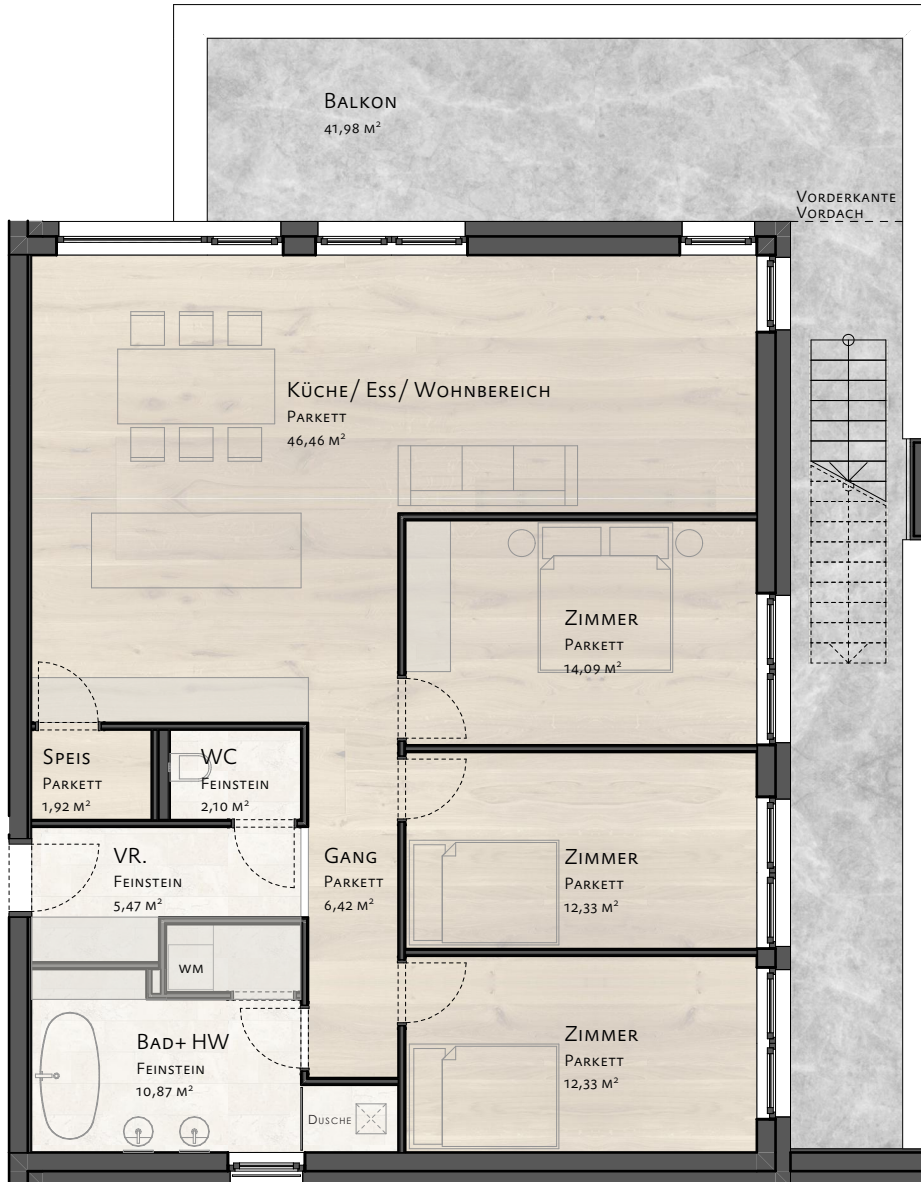 Balkon
41,98 m²
Vorderkante
Vordach
Küche/ Ess/ Wohnbereich
Parkett
46,46 m²
Zimmer
Parkett
14,09 m²
Speis
Parkett
1,92 m²
WC
Feinstein
2,10 m²
VR.
Feinstein
5,47 m²
Gang
Parkett
6,42 m²
Zimmer
Parkett
12,33 m²
WM
Bad+ HW
Feinstein
10,87 m²
Zimmer
Parkett
12,33 m²
Dusche